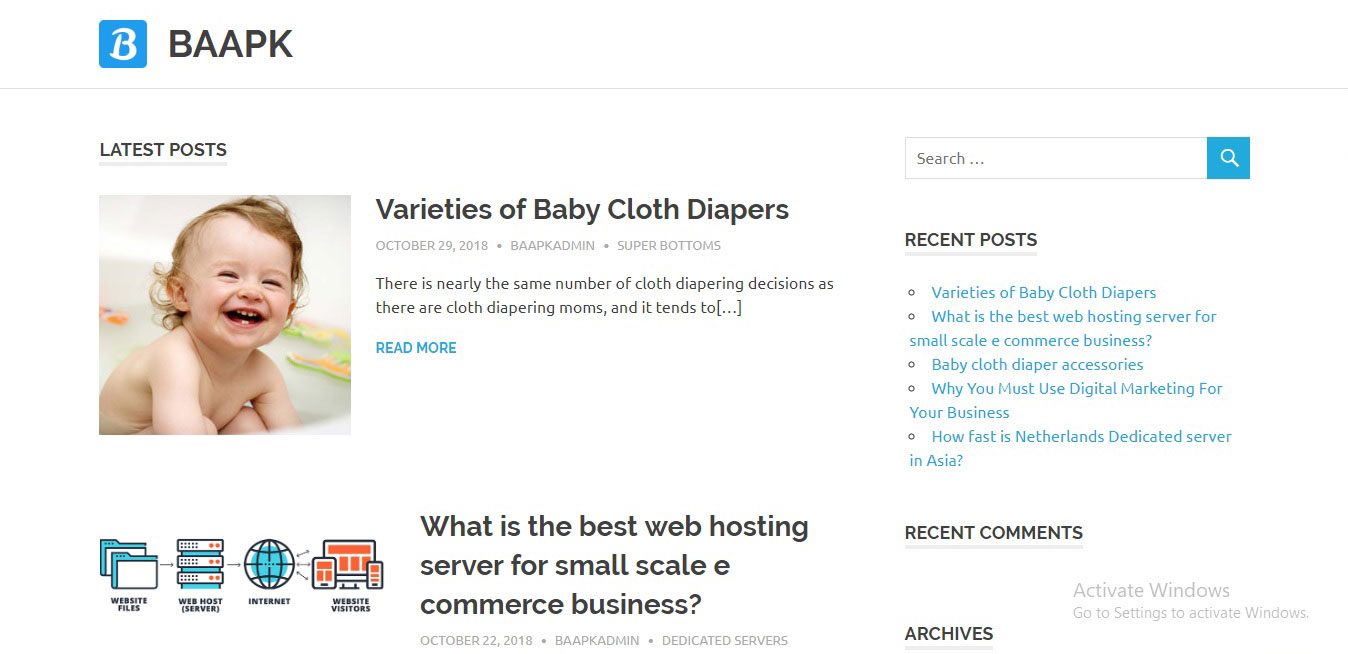 B BAAPK
LATEST POSTS
Varieties of Baby Cloth Diapers
OCTOBER 29, 2018 • BAAPKADMIN • SUPER BOTTOMS
There is nearly the same number of cloth diapering decisions as
there are cloth diapering moms, and it tends to[…]
READ MORE
What is the best web hosting
server for small scale e
commerce business?
OCTOBER 22, 2018 • BAAPKADMIN • DEDICATED SERVERS
WEBSITE
FILES
WEB HOST
(SERVER)
INTERNET
WEBSITE
VISITORS
Search …
RECENT POSTS
Varieties of Baby Cloth Diapers
What is the best web hosting server for
small scale e commerce business?
Baby cloth diaper accessories
Why You Must Use Digital Marketing For
Your Business
How fast is Netherlands Dedicated server
in Asia?
RECENT COMMENTS
ARCHIVES
Activate Windows
Go to Settings to activate Windows.